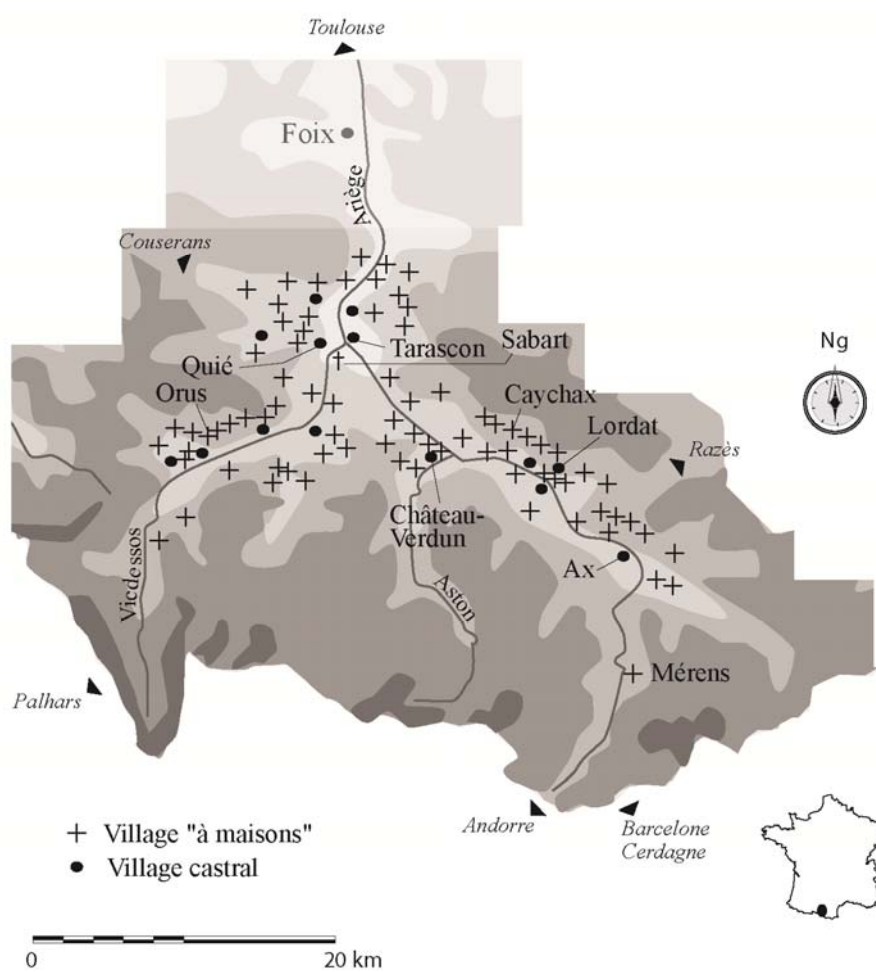 Toulouse
Foix
Ariège
Couserans
Sabart
Ng
Tarascon
Quié
Orus
Caychax
Lordat
Razès
Château-
Verdun
Ax
Vicdessos
Aston
Mérens
Palhars
Andorre
Barcelone
Cerdagne
Village "à maisons"
Village castral
0
20 km